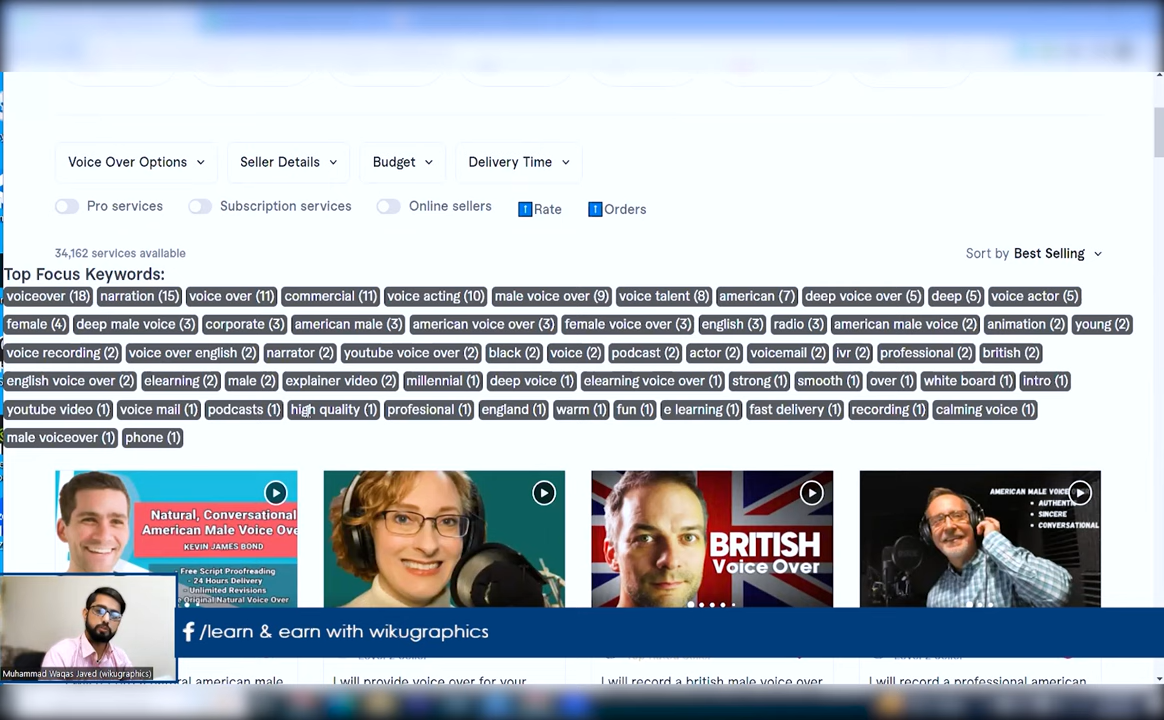 Voice Over Options Seller Details Budget Delivery Time
Pro services Subscription services Online sellers ↑Rate ↑Orders
34,162 services available Sort by Best Selling
Top Focus Keywords:
voiceover (18) narration (15) voice over (11) commercial (11) voice acting (10) male voice over (9) voice talent (8) american (7) deep voice over (5) deep (5) voice actor (5)
female (4) deep male voice (3) corporate (3) american male (3) american voice over (3) female voice over (3) english (3) radio (3) american male voice (2) animation (2) young (2)
voice recording (2) voice over english (2) narrator (2) youtube voice over (2) black (2) voice (2) podcast (2) actor (2) voicemail (2) ivr (2) professional (2) british (2)
english voice over (2) elearning (2) male (2) explainer video (2) millennial (1) deep voice (1) elearning voice over (1) strong (1) smooth (1) over (1) white board (1) intro (1)
youtube video (1) voice mail (1) podcasts (1) high quality (1) profesional (1) england (1) warm (1) fun (1) e learning (1) fast delivery (1) recording (1) calming voice (1)
male voiceover (1) phone (1)
Natural, Conversational
American Male Voice Ove
KEVIN JAMES BOND
- Free Script Proofreading
- 24 Hours Delivery
- Unlimited Revisions
Original Natural Voice Over
BRITISH
Voice Over
AMERICAN MALE VOICE
• AUTHENTI
• SINCERE
• CONVERSATIONAL
f /learn & earn with wikugraphics
Muhammad Waqas Javed (wikugraphics)
american male
I will provide voice over for your
I will record a british male voice over
I will record a professional american